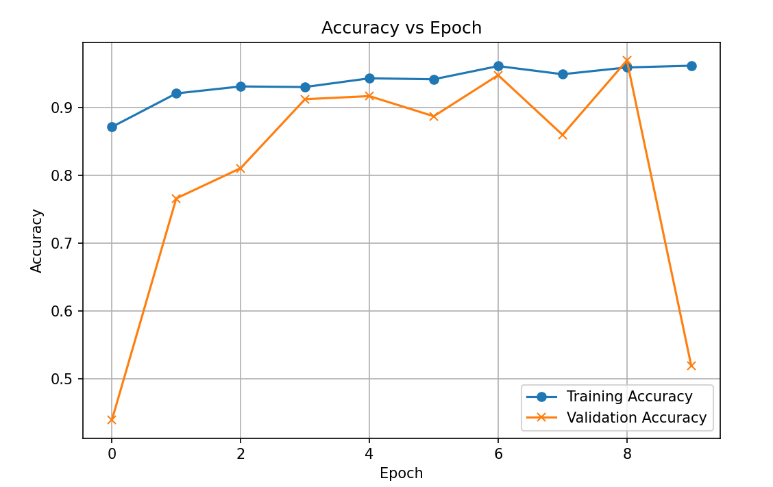 Accuracy vs Epoch
Accuracy
0.9
0.8
0.7
0.6
0.5
0
2
4
6
8
Epoch
Training Accuracy
Validation Accuracy